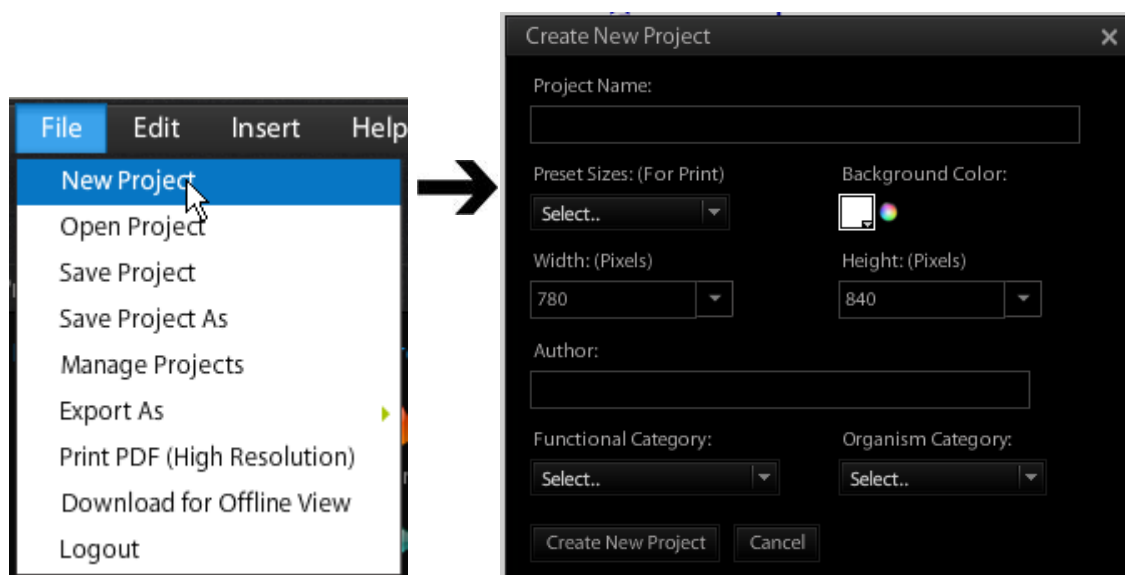 File Edit Insert Help
New Project
Open Project
Save Project
Save Project As
Manage Projects
Export As
Print PDF (High Resolution)
Download for Offline View
Logout
Create New Project
Project Name:
Preset Sizes: (For Print) Background Color:
Select..
Width: (Pixels) Height: (Pixels)
780 840
Author:
Functional Category: Organism Category:
Select.. Select..
Create New Project Cancel